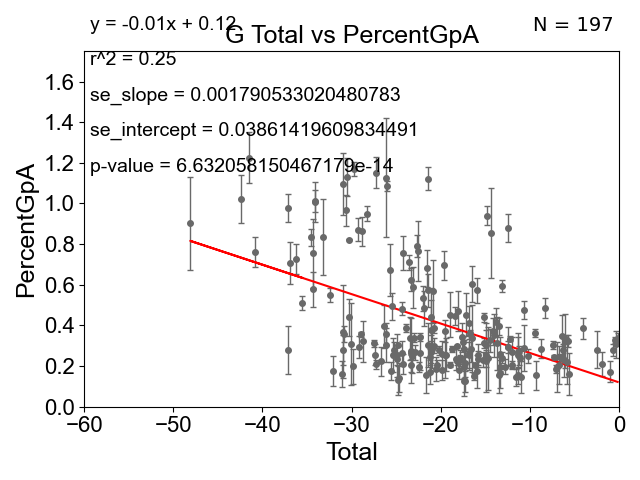 y = -0.01x + 0.12
G Total vs PercentGpA
N = 197
r^2 = 0.25
se_slope = 0.001790533020480783
se_intercept = 0.03861419609834491
p-value = 6.632058150467179e-14
PercentGpA
1.6
1.4
1.2
1.0
0.8
0.6
0.4
0.2
0.0
−60 −50 −40 −30 −20 −10 0
Total